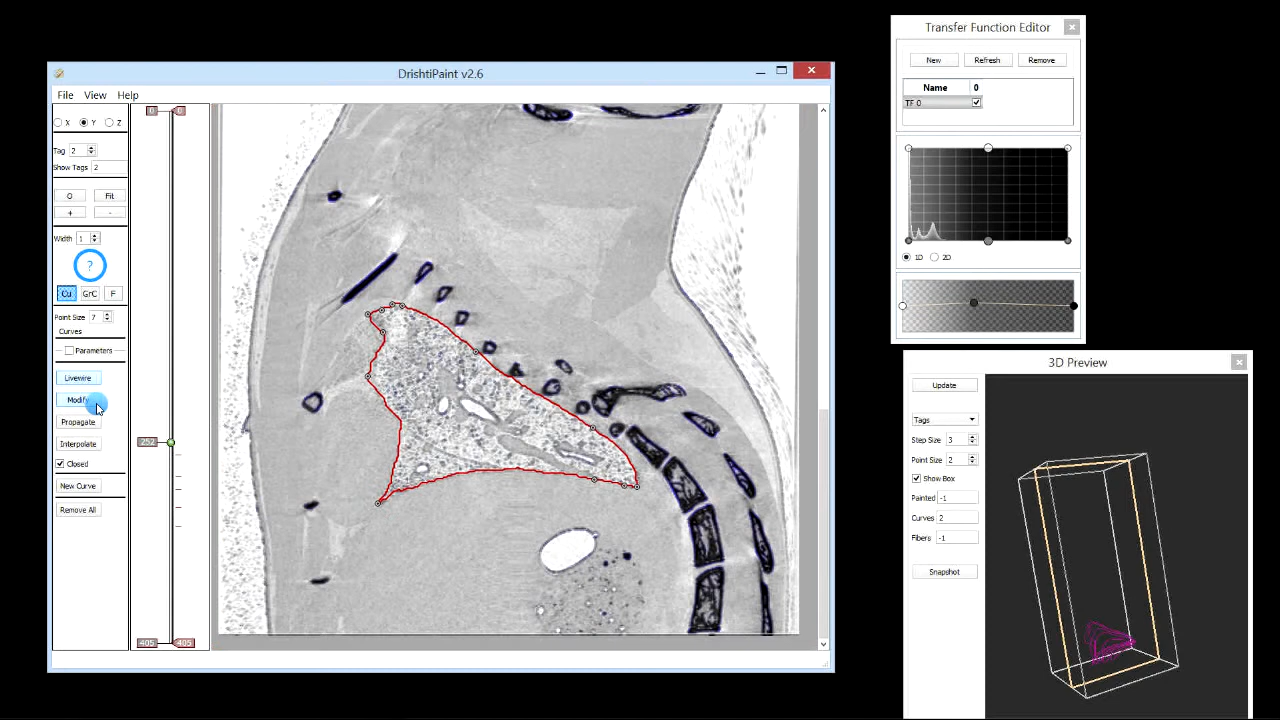 Transfer Function Editor
New Refresh Remove
Name 0
TF 0
1D 2D
DrishtiPaint v2.6
File View Help
X Y Z
Tag 2
Show Tags 2
O Fit
+ -
Width 1
?
Cu GrC F
Point Size 7
Curves
Parameters
Livewire
Modify
Propagate
Interpolate
Closed
New Curve
Remove All
0 0
252
405 405
3D Preview
Update
Tags
Step Size 3
Point Size 2
Show Box
Painted -1
Curves 2
Fibers -1
Snapshot